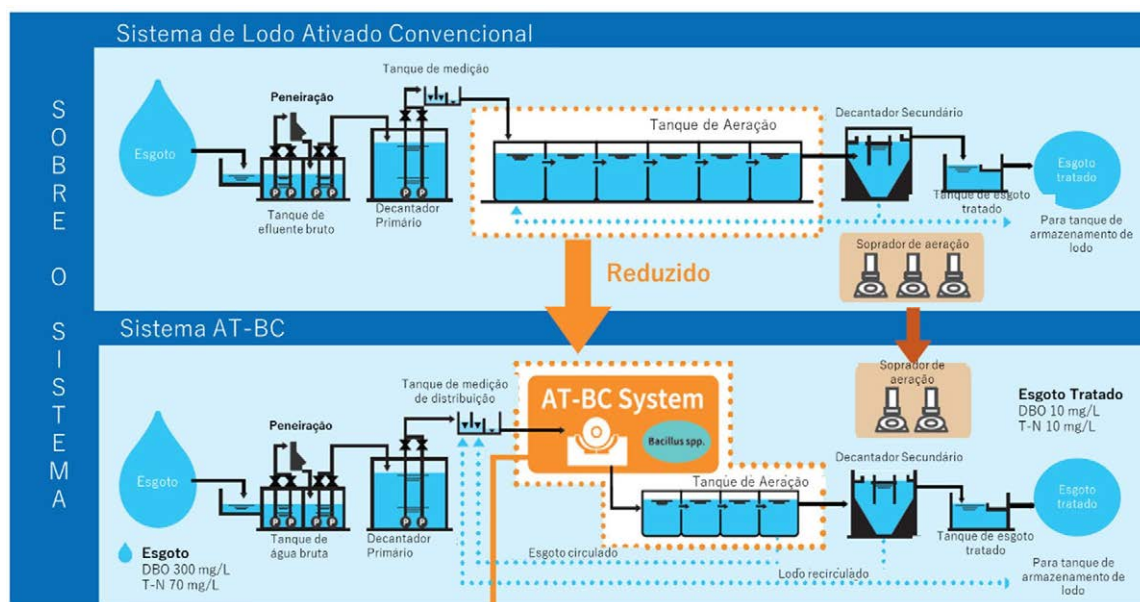 SOBRE O SISTEMA
Sistema de Lodo Ativado Convencional
Tanque de medição
Peneiração
Esgoto
Tanque de
efluente bruto
Decantador
Primário
Tanque de Aeração
Decantador Secundário
Tanque de esgoto
tratado
Esgoto
tratado
Para tanque de
armazenamento de
lodo
Soprador de aeração
Reduzido
Sistema AT-BC
Tanque de medição
de distribuição
Peneiração
Esgoto
Tanque de
água bruta
Decantador
Primário
AT-BC System
Bacillus spp.
Tanque de Aeração
Soprador de
aeração
Esgoto Tratado
DBO 10 mg/L
T-N 10 mg/L
Decantador Secundário
Tanque de esgoto
tratado
Esgoto
tratado
Para tanque de
armazenamento de
lodo
Esgoto
DBO 300 mg/L
T-N 70 mg/L
Esgoto circulado
Lodo recirculado
P P P P
P P
P P P P
P P